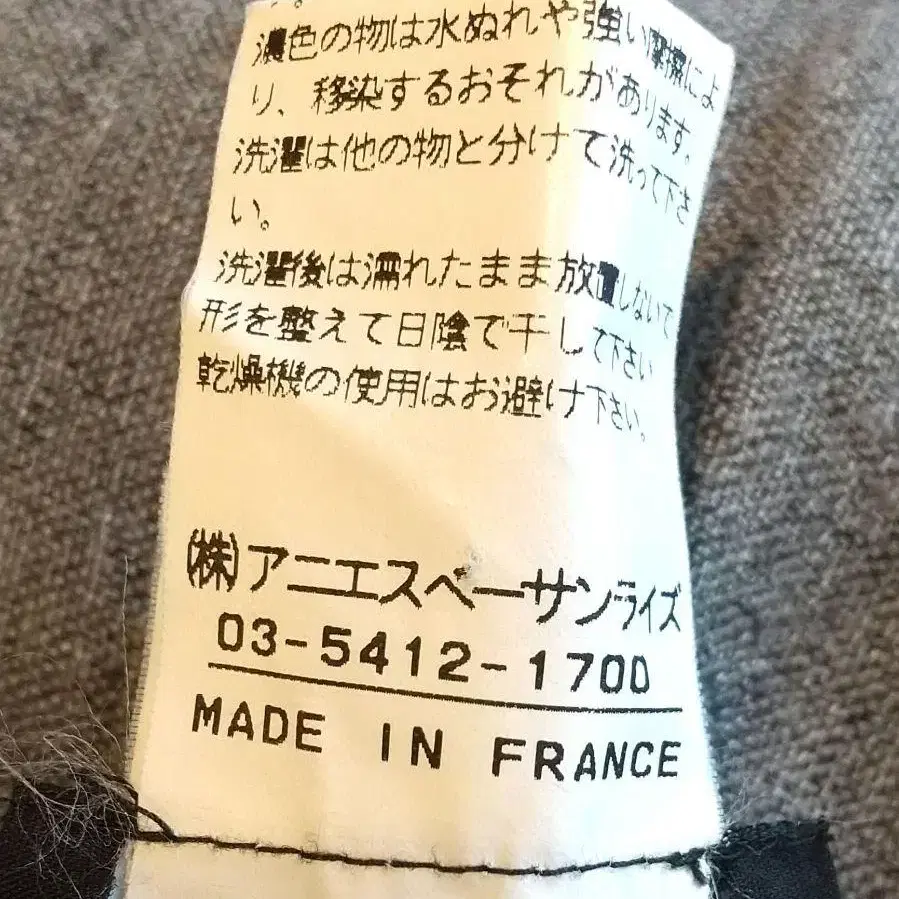 濃色の物は水ぬれや強い摩擦によ
り、移染するおそれがあります。
洗濯は他の物と分けて洗って下さ
い。
洗濯後は濡れたまま放置しないで
形を整えて日陰で干して下さい
乾燥機の使用はお避け下さい。
(株)アニエスベーサンライズ
03-5412-1700
MADE IN FRANCE